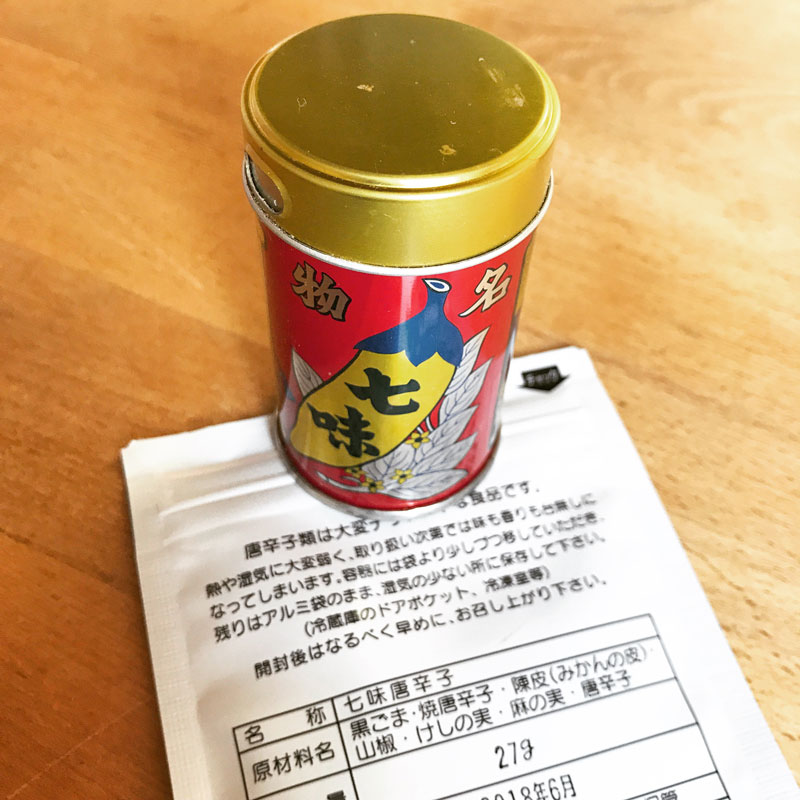 物 名
七
味
唐辛子類は大変
な食品です．
熱や湿気に大変弱く、取り扱い次第では味も香りも台無しに
なってしまいます。容器には袋より少しづつ移していただき、
残りはアルミ袋のまま、湿気の少ない所に保存して下さい。
（冷蔵庫のドアポケット、冷凍室等）
開封後はなるべく早めに、お召し上がり下さい。
名 称 七味唐辛子
原材料名 黒ごま・焼唐辛子・陳皮(みかんの皮)・
山椒・けしの実・麻の実・唐辛子
量 27g
2018年6月